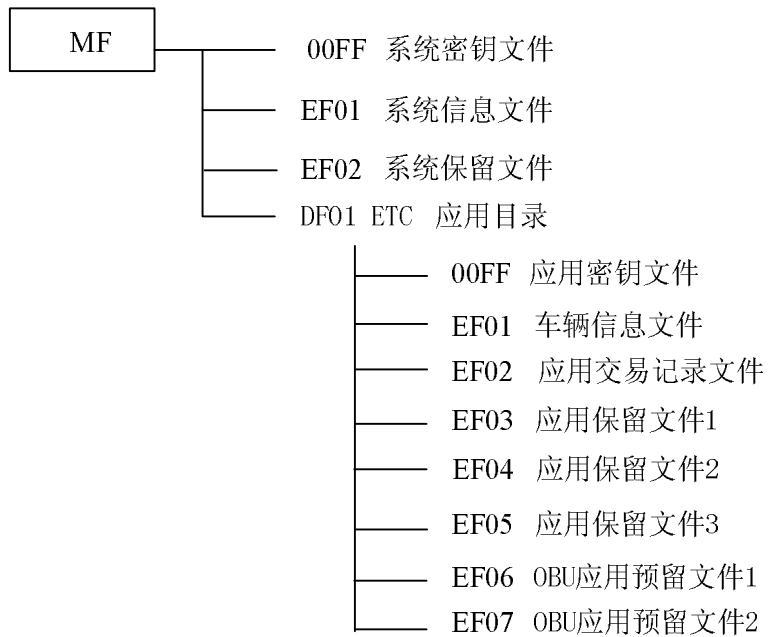 MF
00FF 系统密钥文件
EF01 系统信息文件
EF02 系统保留文件
DF01 ETC 应用目录
00FF 应用密钥文件
EF01 车辆信息文件
EF02 应用交易记录文件
EF03 应用保留文件1
EF04 应用保留文件2
EF05 应用保留文件3
EF06 OBU应用预留文件1
EF07 OBU应用预留文件2